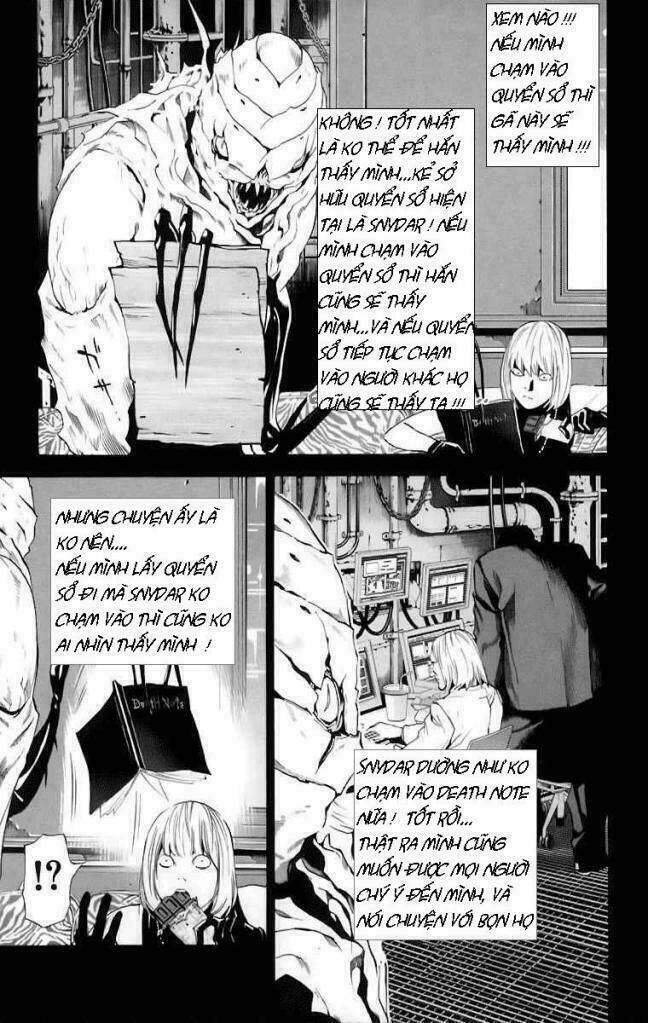 XEM NÀO !!!
NẾU MÌNH
CHẠM VÀO
QUYỂN SỔ THÌ
GÃ NÀY SẼ
THẤY MÌNH !!!
KHÔNG ! TỐT NHẤT
LÀ KO THỂ ĐỂ HẮN
THẤY MÌNH...KẺ SỞ
HỮU QUYỂN SỔ HIỆN
TẠI LÀ SNYDAR ! NẾU
MÌNH CHẠM VÀO
QUYỂN SỔ THÌ HẮN
CŨNG SẼ THẤY
MÌNH...VÀ NẾU QUYỂN
SỔ TIẾP TỤC CHẠM
VÀO NGƯỜI KHÁC HỌ
CŨNG SẼ THẤY TA !!!
NHƯNG CHUYỆN ẤY LÀ
KO NÊN....
NẾU MÌNH LẤY QUYỂN
SỔ ĐI MÀ SNYDAR KO
CHẠM VÀO THÌ CŨNG KO
AI NHÌN THẤY MÌNH !
Death Note
!?
SNYDAR DƯỜNG NHƯ KO
CHẠM VÀO DEATH NOTE
NỮA ! TỐT RỒI...
THẬT RA MÌNH CŨNG
MUỐN ĐƯỢC MỌI NGƯỜI
CHÝ Ý ĐẾN MÌNH, VÀ
NÓI CHUYỆN VỚI BỌN HỌ